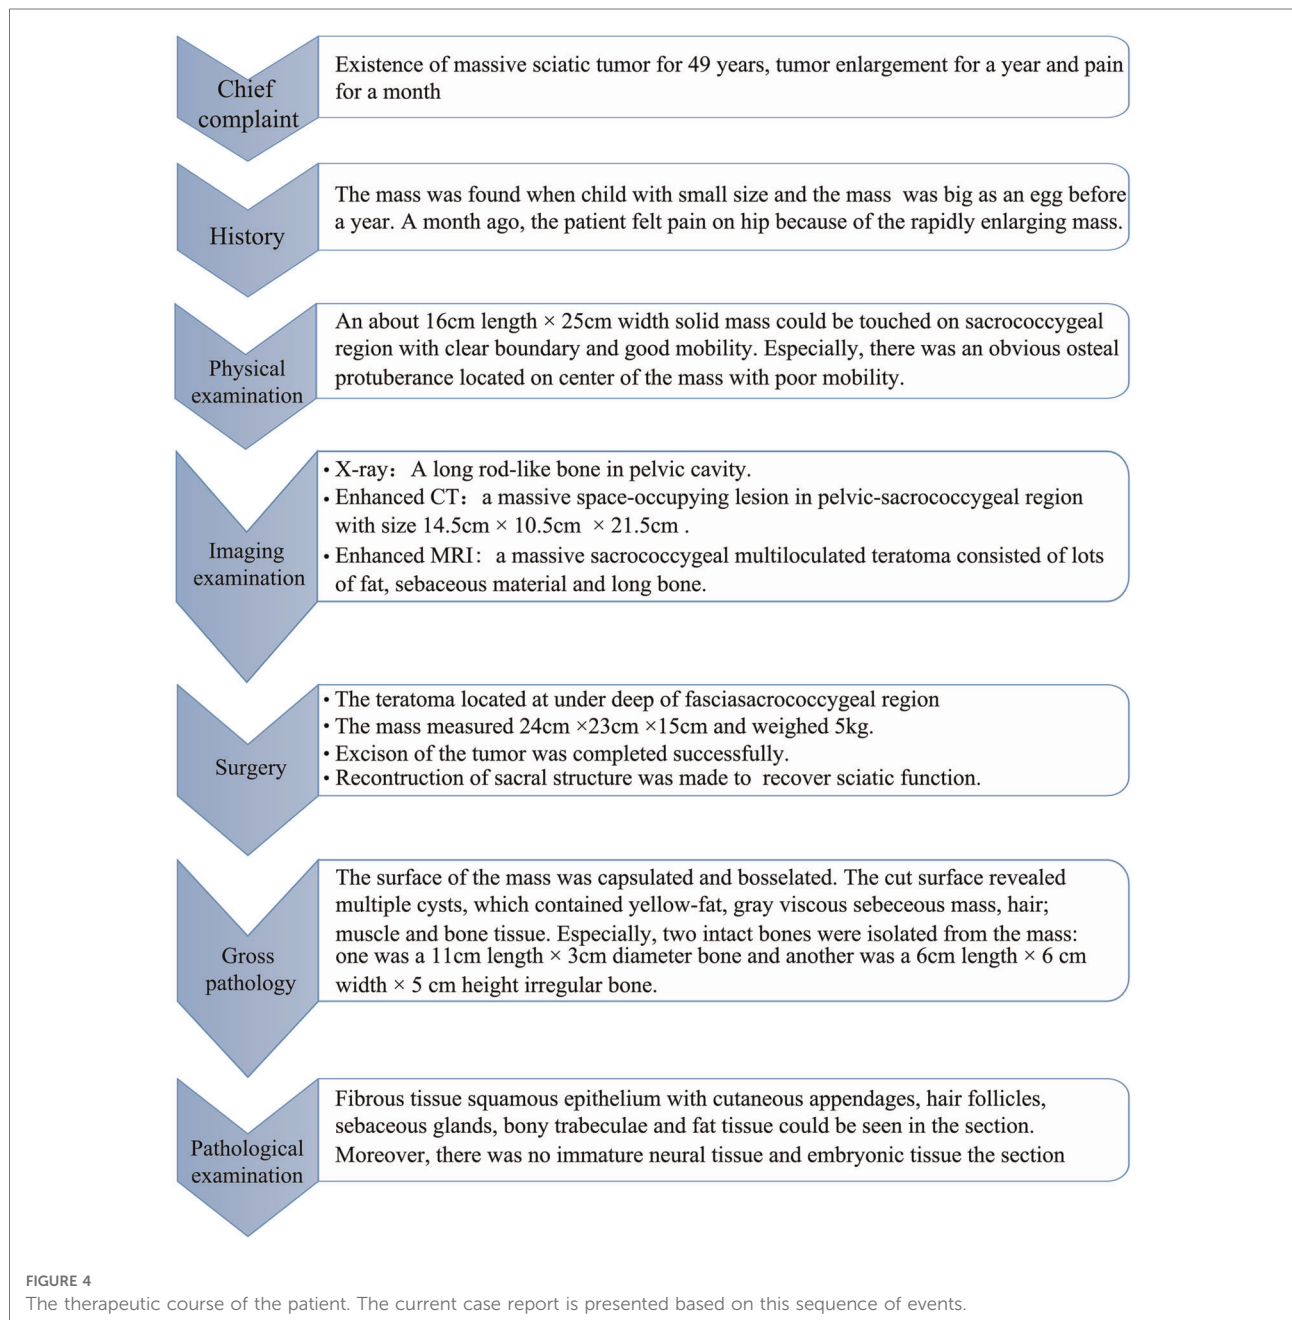 Chief
complaint
Existence of massive sciatic tumor for 49 years, tumor enlargement for a year and pain
for a month
History
The mass was found when child with small size and the mass was big as an egg before
a year. A month ago, the patient felt pain on hip because of the rapidly enlarging mass.
Physical
examination
An about 16cm length × 25cm width solid mass could be touched on sacrococcygeal
region with clear boundary and good mobility. Especially, there was an obvious osteal
protuberance located on center of the mass with poor mobility.
Imaging
examination
• X-ray: A long rod-like bone in pelvic cavity.
• Enhanced CT: a massive space-occupying lesion in pelvic-sacrococcygeal region
with size 14.5cm × 10.5cm × 21.5cm .
• Enhanced MRI: a massive sacrococcygeal multiloculated teratoma consisted of lots
of fat, sebaceous material and long bone.
Surgery
• The teratoma located at under deep of fasciasacrococcygeal region
• The mass measured 24cm ×23cm ×15cm and weighed 5kg.
• Excison of the tumor was completed successfully.
• Recontruction of sacral structure was made to recover sciatic function.
Gross
pathology
The surface of the mass was capsulated and bosselated. The cut surface revealed
multiple cysts, which contained yellow-fat, gray viscous sebeceous mass, hair;
muscle and bone tissue. Especially, two intact bones were isolated from the mass:
one was a 11cm length × 3cm diameter bone and another was a 6cm length × 6 cm
width × 5 cm height irregular bone.
Pathological
examination
Fibrous tissue squamous epithelium with cutaneous appendages, hair follicles,
sebaceous glands, bony trabeculae and fat tissue could be seen in the section.
Moreover, there was no immature neural tissue and embryonic tissue the section
FIGURE 4
The therapeutic course of the patient. The current case report is presented based on this sequence of events.